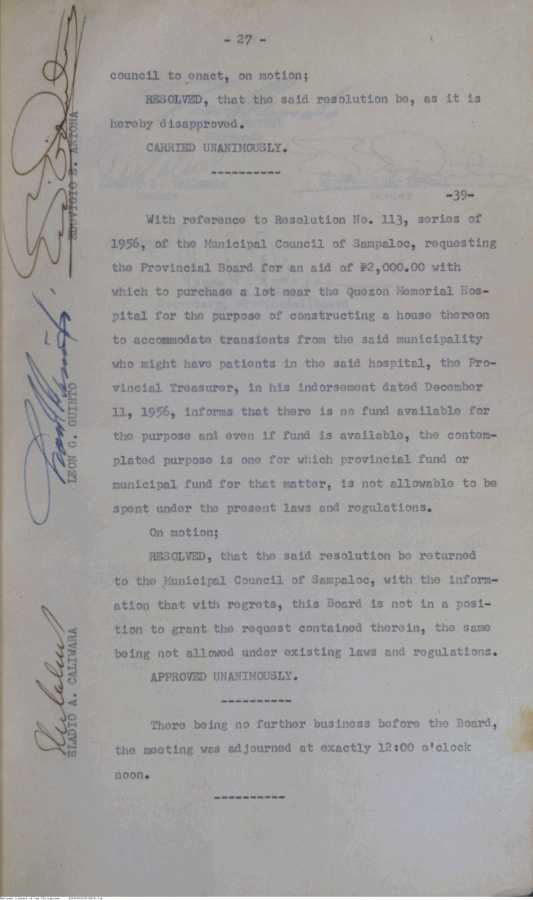 - 27 -
council to enact, on motion;
RESOLVED, that the said resolution be, as it is
hereby disapproved.
CARRIED UNANIMOUSLY.
----------
-39-
With reference to Resolution No. 113, series of
1956, of the Municipal Council of Sampaloc, requesting
the Provincial Board for an aid of ₱2,000.00 with
which to purchase a lot near the Quezon Memorial Hos-
pital for the purpose of constructing a house thereon
to accommodate transients from the said municipality
who might have patients in the said hospital, the Pro-
vincial Treasurer, in his indorsement dated December
11, 1956, informs that there is no fund available for
the purpose and even if fund is available, the contem-
plated purpose is one for which provincial fund or
municipal fund for that matter, is not allowable to be
spent under the present laws and regulations.
On motion;
RESOLVED, that the said resolution be returned
to the Municipal Council of Sampaloc, with the inform-
ation that with regrets, this Board is not in a posi-
tion to grant the request contained therein, the same
being not allowed under existing laws and regulations.
APPROVED UNANIMOUSLY.
----------
There being no further business before the Board,
the meeting was adjourned at exactly 12:00 o'clock
noon.
----------
E. ANTONA
LEON G. GUINTO
ELADIO A. CALIWARA